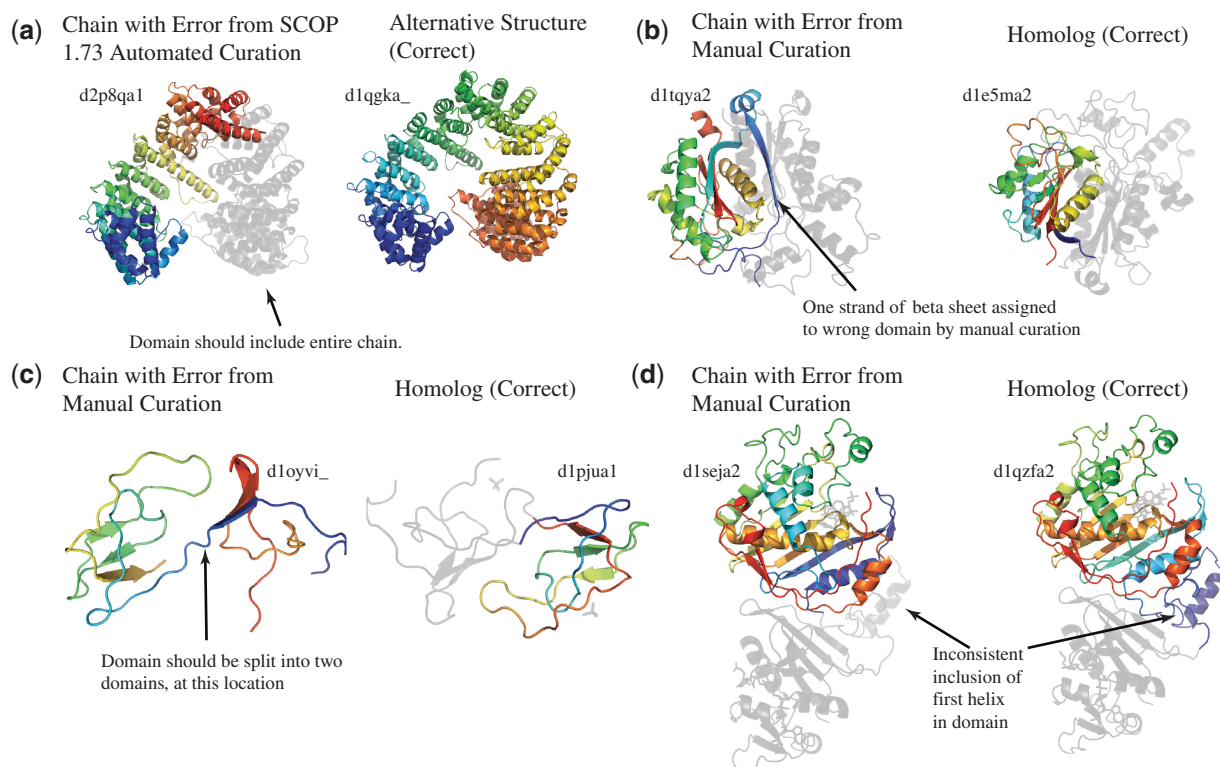 (a)
Chain with Error from SCOP
1.73 Automated Curation
Alternative Structure
(Correct)
d2p8qa1
d1qgka_
Domain should include entire chain.
(b)
Chain with Error from
Manual Curation
Homolog (Correct)
d1tqya2
d1e5ma2
One strand of beta sheet assigned
to wrong domain by manual curation
(c)
Chain with Error from
Manual Curation
Homolog (Correct)
d1oyvi_
d1pjua1
Domain should be split into two
domains, at this location
(d)
Chain with Error from
Manual Curation
Homolog (Correct)
d1seja2
d1qzfa2
Inconsistent
inclusion of
first helix
in domain